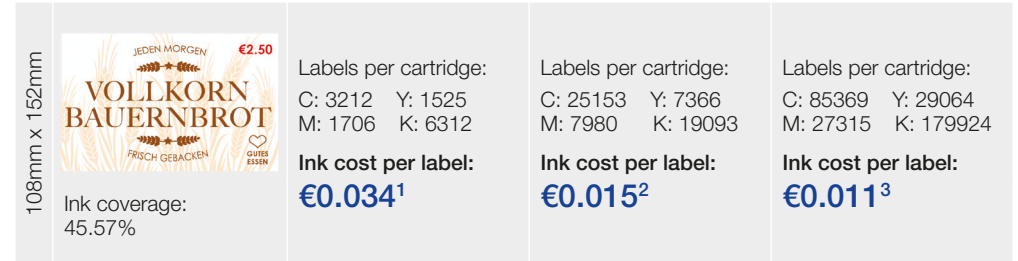 108mm x 152mm
JEDEN MORGEN
€2.50
VOLLKORN
BAUERNBROT
FRISCH GEBACKEN
GUTES
ESSEN
Ink coverage:
45.57%
Labels per cartridge:
C: 3212 Y: 1525
M: 1706 K: 6312
Ink cost per label:
€0.034¹
Labels per cartridge:
C: 25153 Y: 7366
M: 7980 K: 19093
Ink cost per label:
€0.015²
Labels per cartridge:
C: 85369 Y: 29064
M: 27315 K: 179924
Ink cost per label:
€0.011³